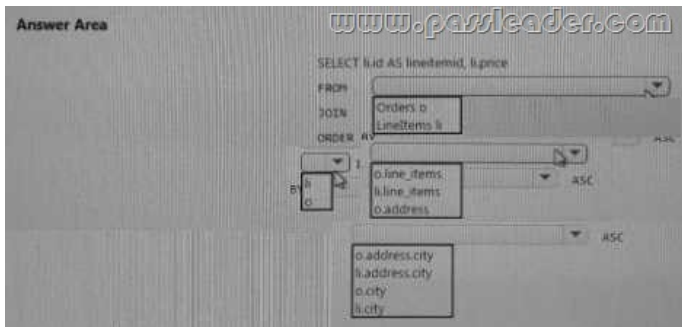 www.passleader.com
Answer Area
SELECT li.id AS lineitemid, li.price
FROM
Orders o
LineItems li
JOIN
ORDER BY
ASC
li
o
o.line_items
li.line_items
o.address
ASC
ASC
o.address.city
li.address.city
o.city
li.city